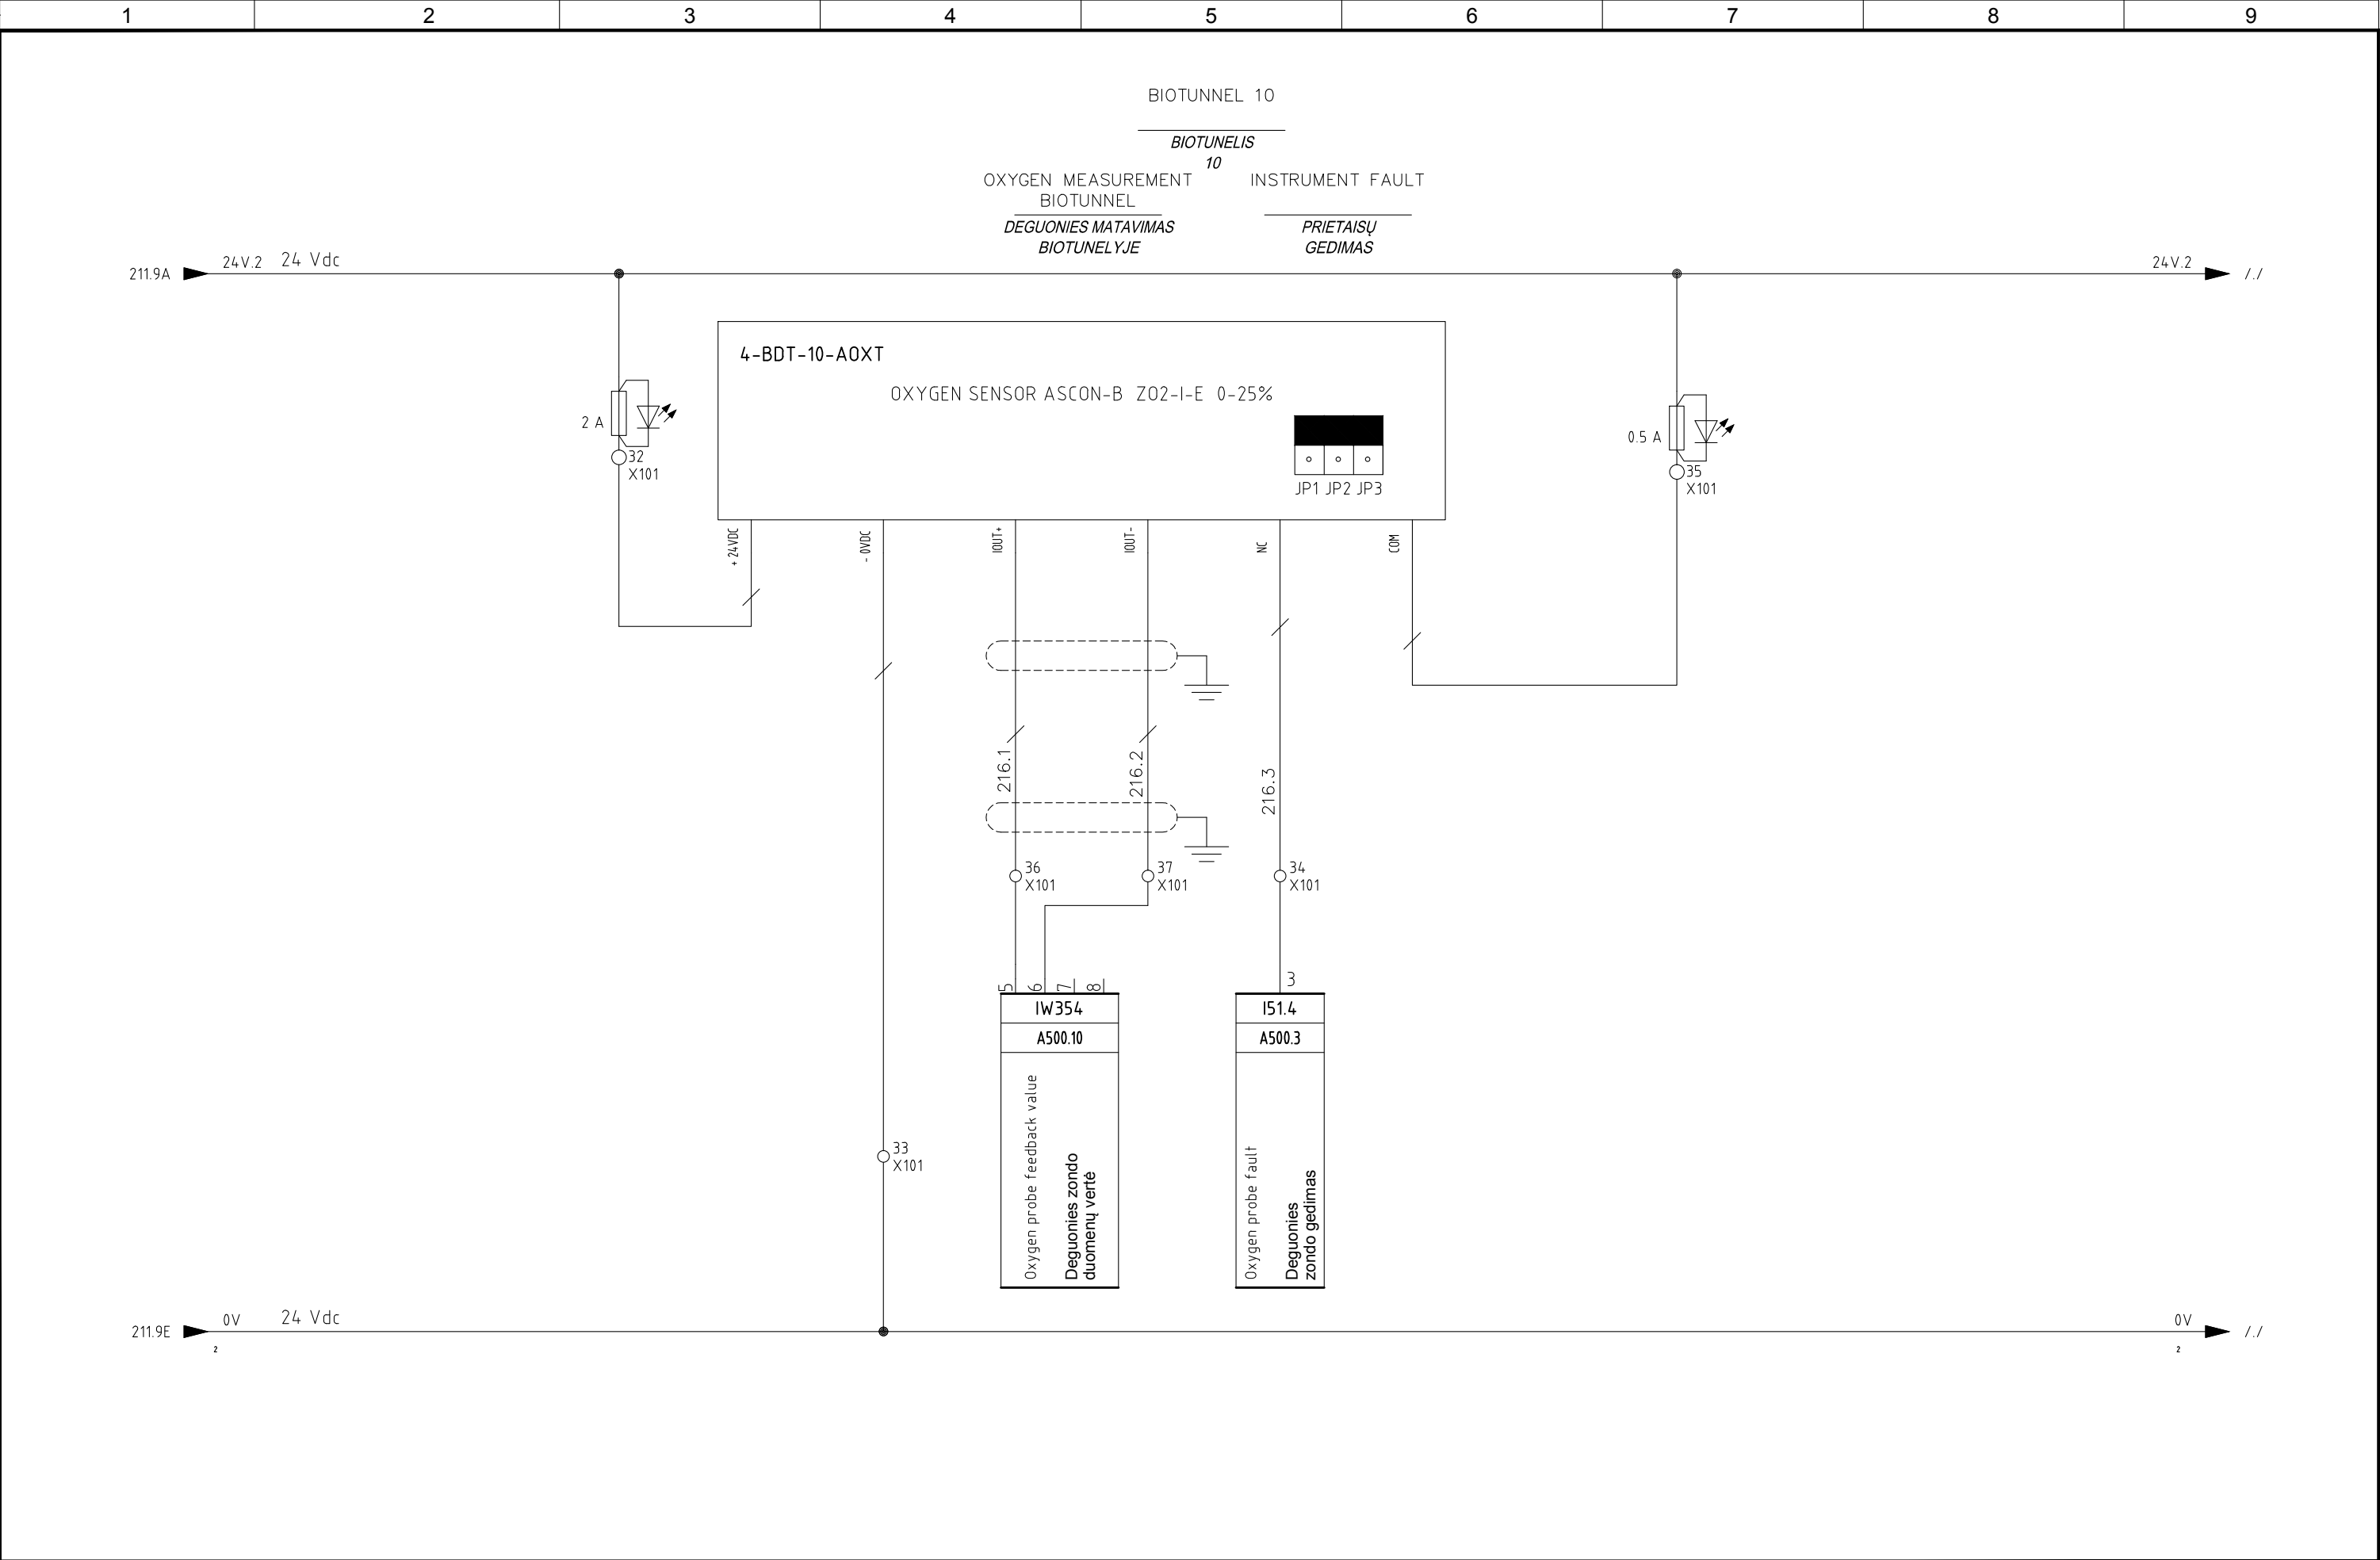 1 2 3 4 5 6 7 8 9
BIOTUNNEL 10
BIOTUNELIS
10
OXYGEN MEASUREMENT
BIOTUNNEL
DEGUONIES MATAVIMAS
BIOTUNELYJE
INSTRUMENT FAULT
PRIETAISŲ
GEDIMAS
211.9A
24V.2
24 Vdc
24V.2
/./
4-BDT-10-AOXT
OXYGEN SENSOR ASCON-B ZO2-I-E 0-25%
JP1 JP2 JP3
2 A
32
X101
0.5 A
35
X101
+24VDC
- 0VDC
IOUT+
IOUT-
NC
COM
216.1
216.2
216.3
36
X101
37
X101
34
X101
5
6
7
8
3
IW354
A500.10
Oxygen probe feedback value
Deguonies zondo
duomenų vertė
I51.4
A500.3
Oxygen probe fault
Deguonies
zondo gedimas
33
X101
211.9E
0V
24 Vdc
2
0V
/./
2